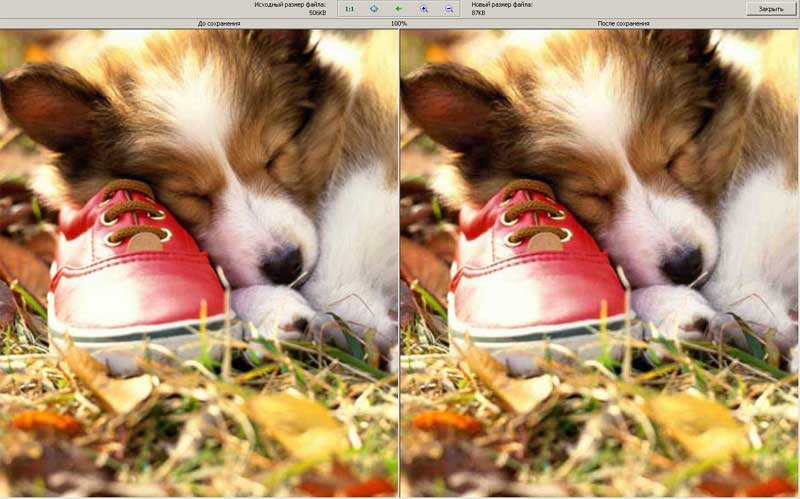 Исходный размер файла:
506KB
1:1
Новый размер файла:
87KB
Закрыть
До сохранения
100%
После сохранения